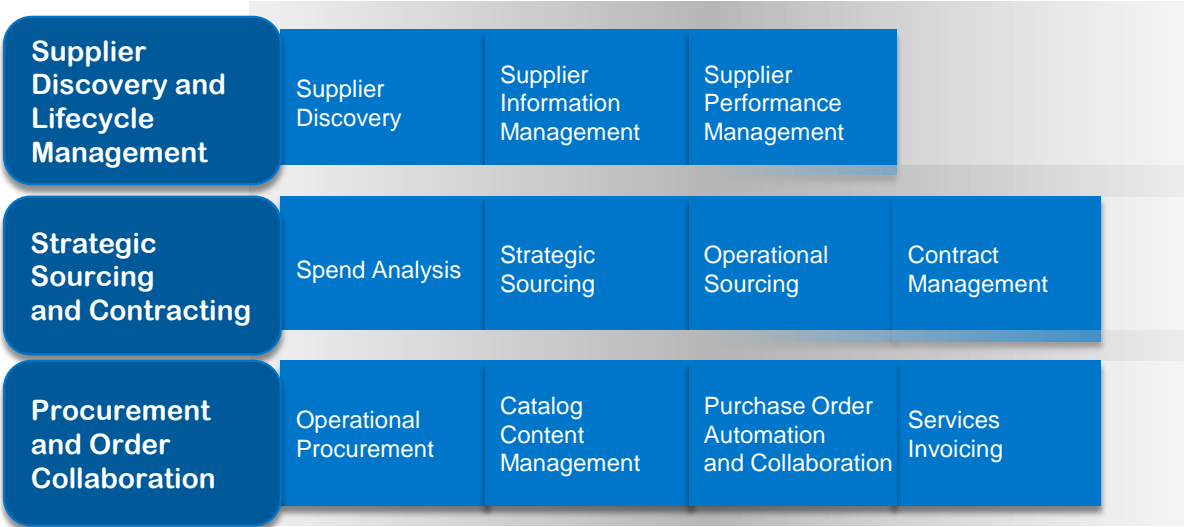 Supplier
Discovery and
Lifecycle
Management
Supplier
Discovery
Supplier
Information
Management
Supplier
Performance
Management
Strategic
Sourcing
and Contracting
Spend Analysis
Strategic
Sourcing
Operational
Sourcing
Contract
Management
Procurement
and Order
Collaboration
Operational
Procurement
Catalog
Content
Management
Purchase Order
Automation
and Collaboration
Services
Invoicing